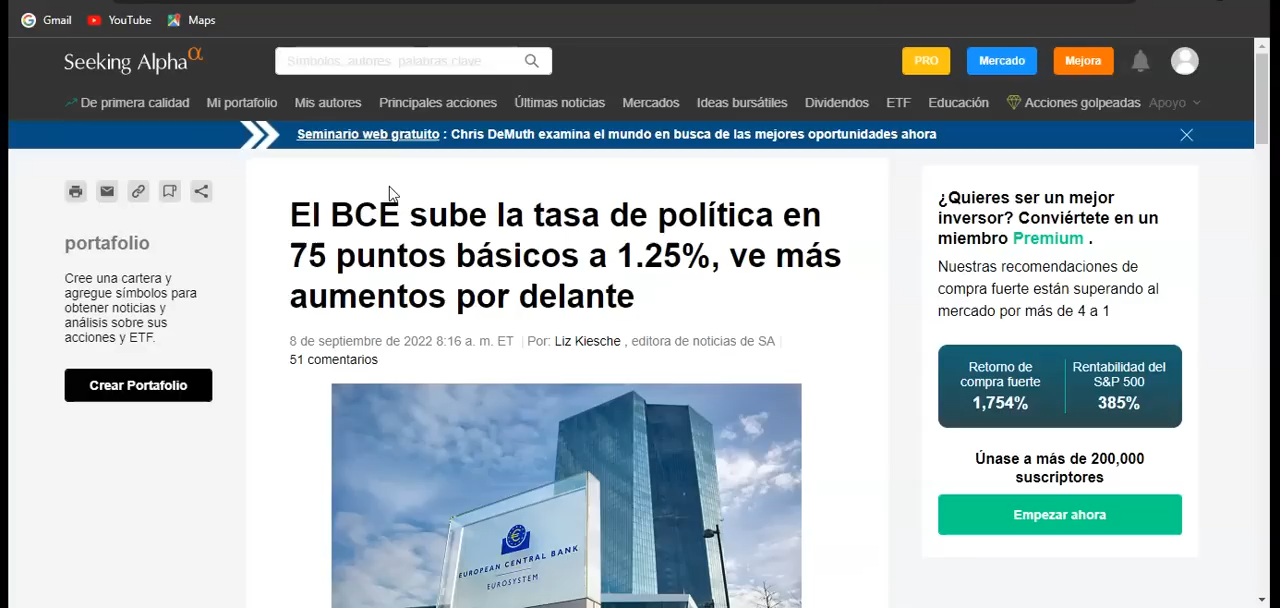 Gmail YouTube Maps
Seeking Alpha α
Símbolos, autores, palabras clave
PRO Mercado Mejora
De primera calidad Mi portafolio Mis autores Principales acciones Últimas noticias Mercados Ideas bursátiles Dividendos ETF Educación Acciones golpeadas Apoyo
Seminario web gratuito : Chris DeMuth examina el mundo en busca de las mejores oportunidades ahora
portafolio
Cree una cartera y
agregue símbolos para
obtener noticias y
análisis sobre sus
acciones y ETF.
Crear Portafolio
El BCE sube la tasa de política en
75 puntos básicos a 1.25%, ve más
aumentos por delante
8 de septiembre de 2022 8:16 a. m. ET Por: Liz Kiesche , editora de noticias de SA
51 comentarios
EUROPEAN CENTRAL BANK
EUROSYSTEM
¿Quieres ser un mejor
inversor? Conviértete en un
miembro Premium .
Nuestras recomendaciones de
compra fuerte están superando al
mercado por más de 4 a 1
Retorno de
compra fuerte
1,754%
Rentabilidad del
S&P 500
385%
Únase a más de 200,000
suscriptores
Empezar ahora